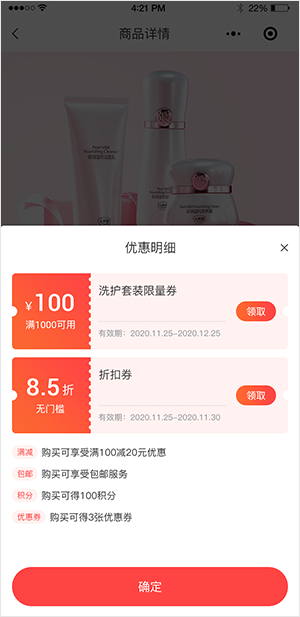 4:21 PM
22%
商品详情
优惠明细
¥100
满1000可用
洗护套装限量券
领取
有效期：2020.11.25-2020.12.25
8.5折
无门槛
折扣券
领取
有效期：2020.11.25-2020.11.30
满减 购买可享受满100减20元优惠
包邮 购买可享受包邮服务
积分 购买可得100积分
优惠券 购买可得3张优惠券
确定